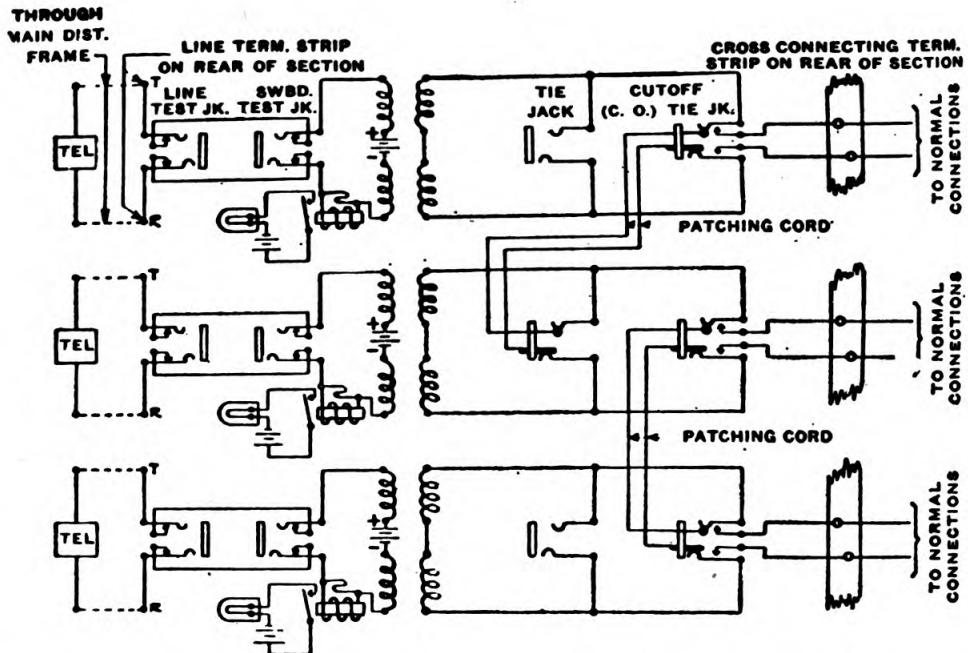 THROUGH
MAIN DIST.
FRAME
LINE TERM. STRIP
ON REAR OF SECTION
CROSS CONNECTING TERM.
STRIP ON REAR OF SECTION
T
LINE
TEST JK.
SWBD.
TEST JK.
TIE
JACK
CUTOFF
(C. O.) TIE JK.
+
-
TEL
R
TO NORMAL
CONNECTIONS
PATCHING CORD
T
+
-
TEL
R
TO NORMAL
CONNECTIONS
PATCHING CORD
T
+
-
TEL
R
TO NORMAL
CONNECTIONS